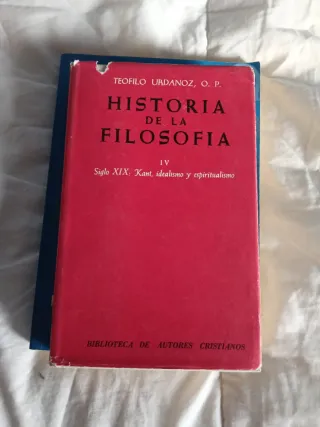 TEOFILO URDANOZ, O. P.
HISTORIA
DE LA
FILOSOFIA
IV
Siglo XIX: Kant, idealismo y espiritualismo
BIBLIOTECA DE AUTORES CRISTIANOS